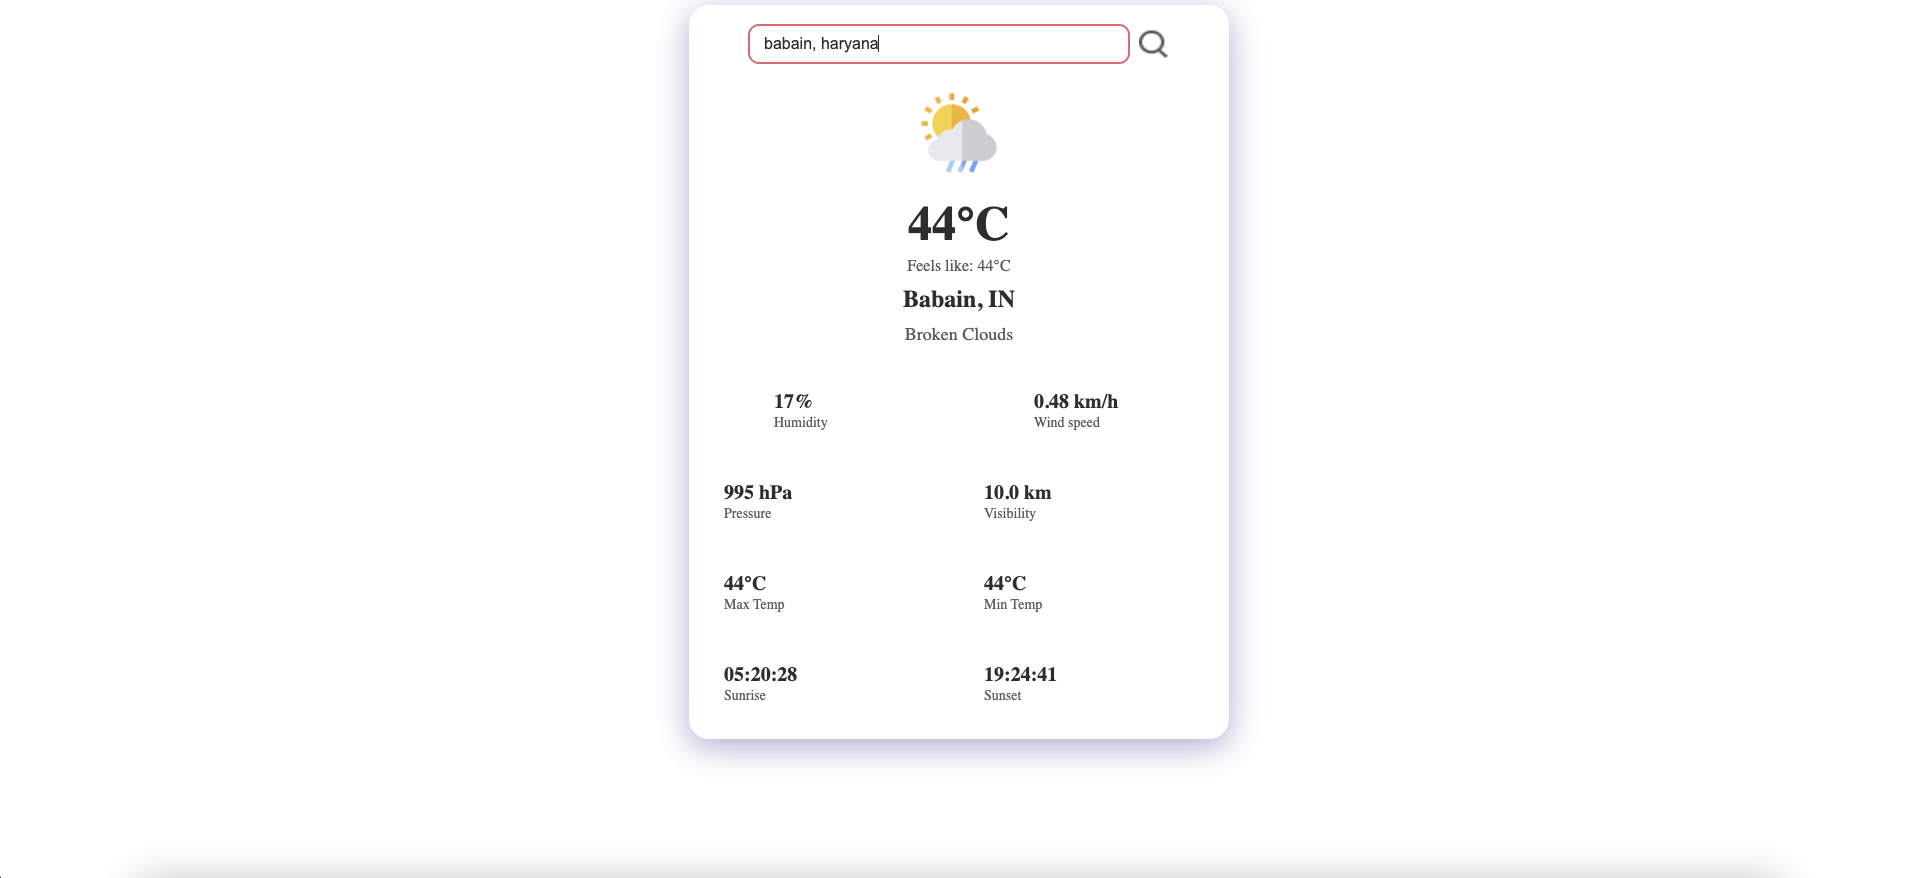 babain, haryana
44°C
Feels like: 44°C
Babain, IN
Broken Clouds
17%
Humidity
0.48 km/h
Wind speed
995 hPa
Pressure
10.0 km
Visibility
44°C
Max Temp
44°C
Min Temp
05:20:28
Sunrise
19:24:41
Sunset